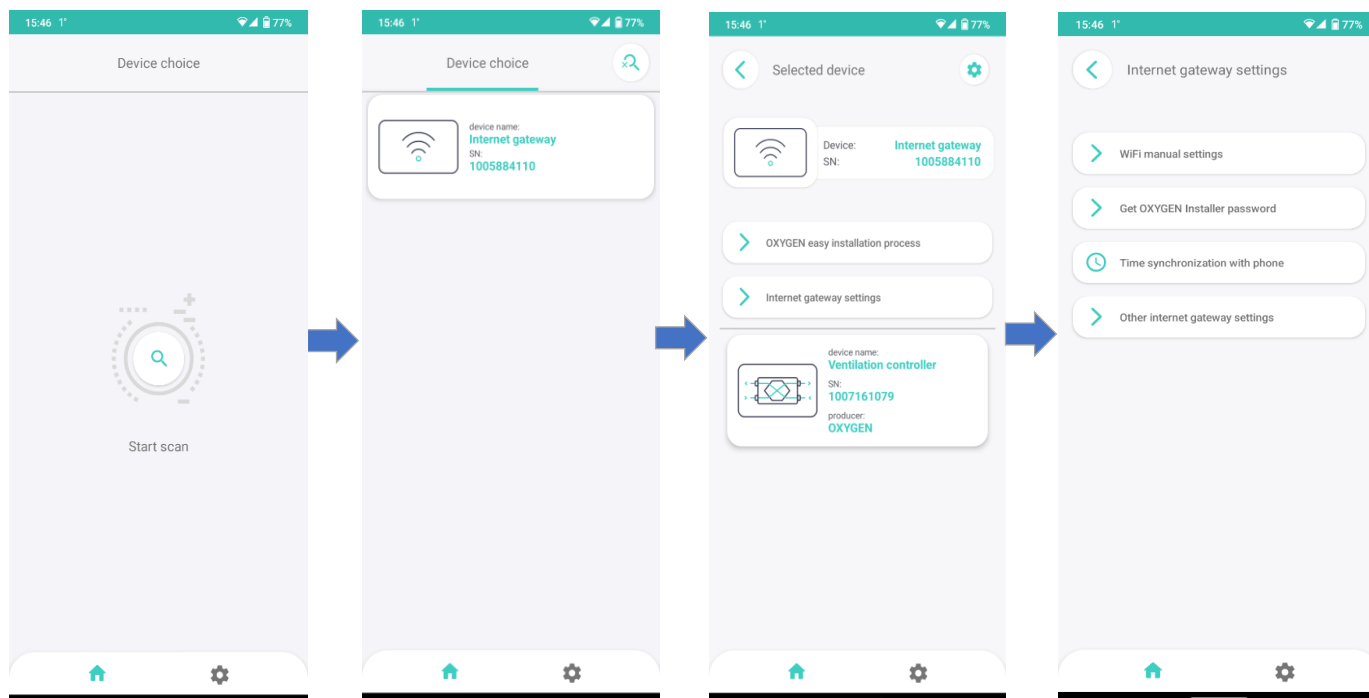 15:46 1° 77%
Device choice
Start scan
15:46 1° 77%
Device choice
device name:
Internet gateway
SN:
1005884110
15:46 1° 77%
Selected device
Device: Internet gateway
SN: 1005884110
OXYGEN easy installation process
Internet gateway settings
device name:
Ventilation controller
SN:
1007161079
producer:
OXYGEN
15:46 1° 77%
Internet gateway settings
WiFi manual settings
Get OXYGEN Installer password
Time synchronization with phone
Other internet gateway settings